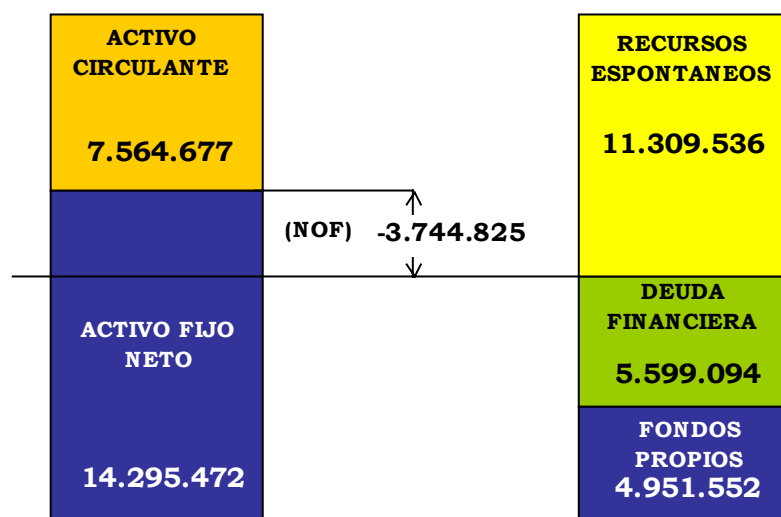 ACTIVO
CIRCULANTE
7.564.677
(NOF) -3.744.825
ACTIVO FIJO
NETO
14.295.472
RECURSOS
ESPONTANEOS
11.309.536
DEUDA
FINANCIERA
5.599.094
FONDOS
PROPIOS
4.951.552